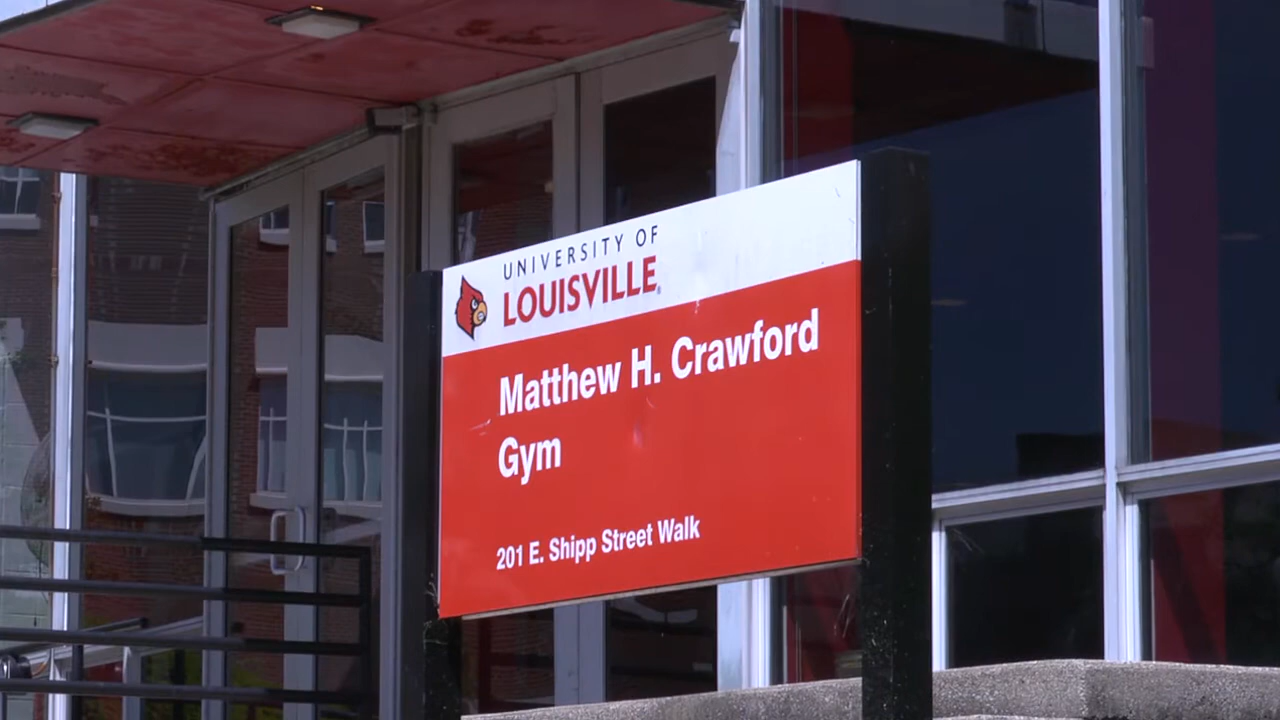 UNIVERSITY OF
LOUISVILLE
Matthew H. Crawford
Gym
201 E. Shipp Street Walk